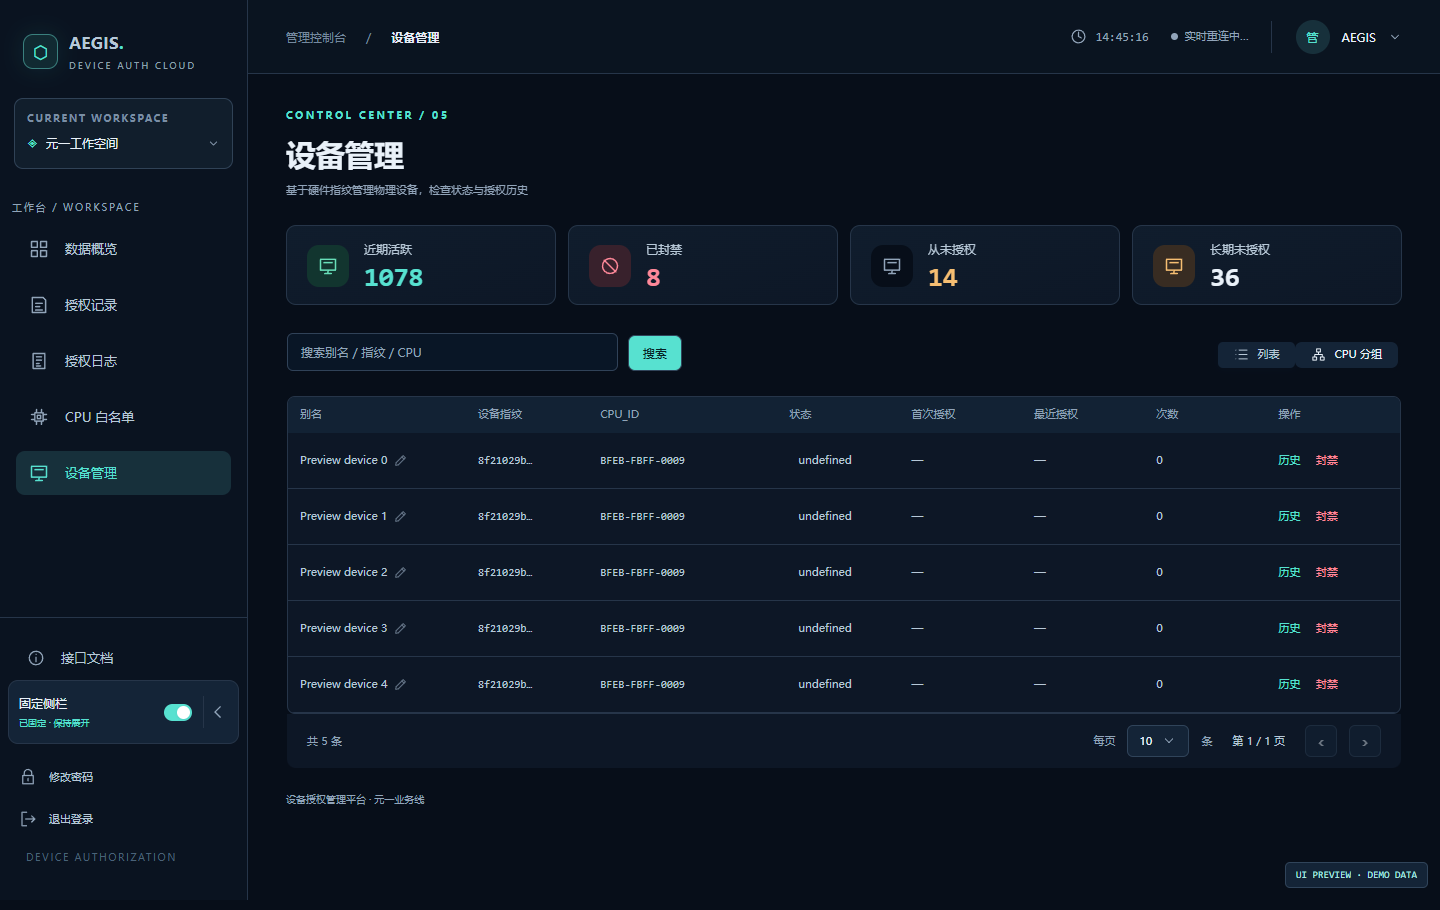 AEGIS.
DEVICE AUTH CLOUD
CURRENT WORKSPACE
元一工作空间
工作台 / WORKSPACE
数据概览
授权记录
授权日志
CPU 白名单
设备管理
接口文档
固定侧栏
已固定 · 保持展开
修改密码
退出登录
DEVICE AUTHORIZATION
管理控制台 / 设备管理
14:45:16 实时重连中... 管 AEGIS
CONTROL CENTER / 05
设备管理
基于硬件指纹管理物理设备，检查状态与授权历史
近期活跃
1078
已封禁
8
从未授权
14
长期未授权
36
搜索别名 / 指纹 / CPU 搜索 列表 CPU 分组
别名 设备指纹 CPU_ID 状态 首次授权 最近授权 次数 操作
Preview device 0 8f21029b… BFEB-FBFF-0009 undefined — — 0 历史 封禁
Preview device 1 8f21029b… BFEB-FBFF-0009 undefined — — 0 历史 封禁
Preview device 2 8f21029b… BFEB-FBFF-0009 undefined — — 0 历史 封禁
Preview device 3 8f21029b… BFEB-FBFF-0009 undefined — — 0 历史 封禁
Preview device 4 8f21029b… BFEB-FBFF-0009 undefined — — 0 历史 封禁
共 5 条 每页 10 条 第 1 / 1 页 ‹ ›
设备授权管理平台 · 元一业务线
UI PREVIEW · DEMO DATA